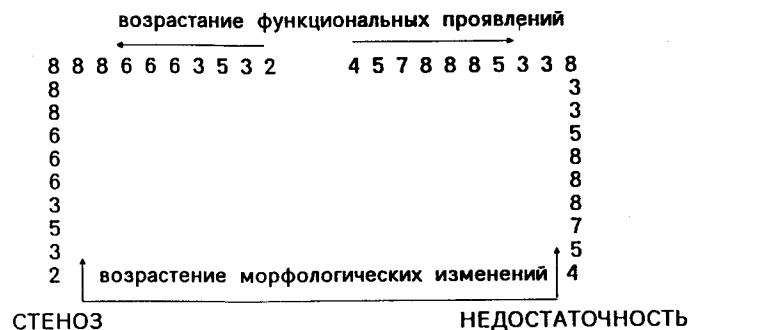 возрастание функциональных проявлений
8 8 8 6 6 6 3 5 3 2 4 5 7 8 8 8 5 3 3 8
8 3
8 3
6 5
6 8
6 8
3 8
5 7
3 5
2 возрастение морфологических изменений 4
СТЕНОЗ НЕДОСТАТОЧНОСТЬ